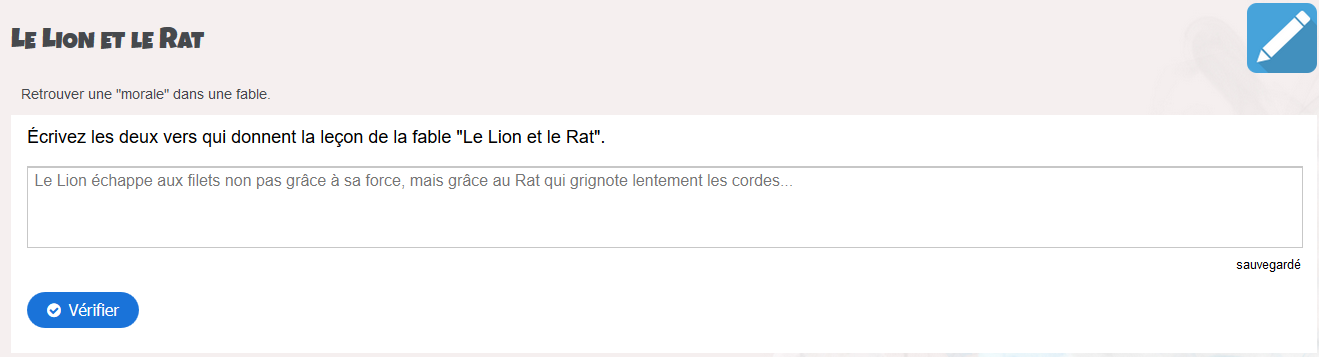 Le Lion et le Rat
Retrouver une "morale" dans une fable.
Écrivez les deux vers qui donnent la leçon de la fable "Le Lion et le Rat".
Le Lion échappe aux filets non pas grâce à sa force, mais grâce au Rat qui grignote lentement les cordes...
sauvegardé
Vérifier